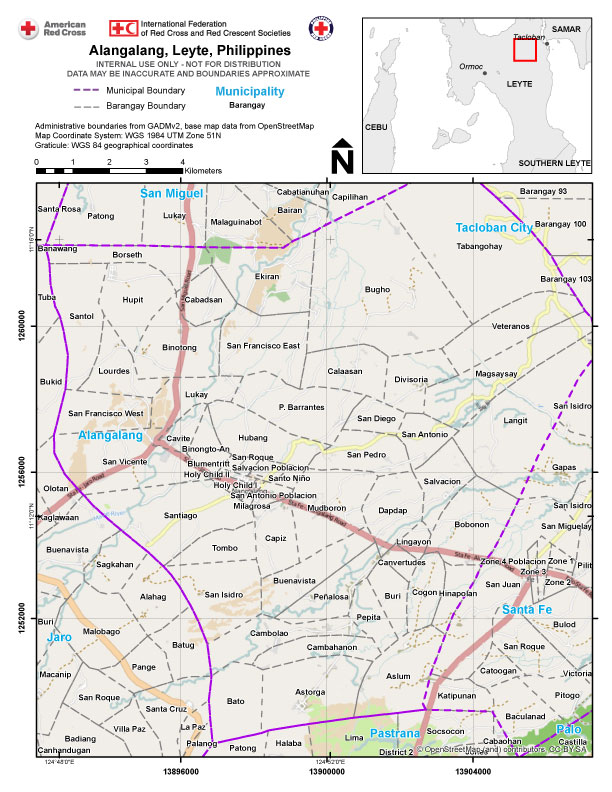 American Red Cross
International Federation
of Red Cross and Red Crescent Societies
Alangalang, Leyte, Philippines
INTERNAL USE ONLY - NOT FOR DISTRIBUTION
DATA MAY BE INACCURATE AND BOUNDARIES APPROXIMATE
Municipal Boundary
Municipality
Barangay Boundary
Barangay
Administrative boundaries from GADMv2, base map data from OpenStreetMap
Map Coordinate System: WGS 1984 UTM Zone 51N
Graticule: WGS 84 geographical coordinates
0 1 2 3 4
Kilometers
N
SAMAR
Tacloban
Ormoc
LEYTE
CEBU
SOUTHERN LEYTE
San Miguel
Cabatianuhan
Capilihan
Barangay 93
Santa Rosa
Patong
Lukay
Bairan
Malaguinabot
Tacloban City
Barangay 100
Tabangohay
11°16'0"N
Banawang
Borseth
Ekiran
Barangay 103
Tuba
Hupit
Cabadsan
Bugho
San Miguel Road
Santol
1260000
Veteranos
Binotong
San Francisco East
Lourdes
Calaasan
Magsaysay
Bukid
Divisoria
Lukay
San Francisco West
P. Barrantes
San Diego
Langit
San Isidro
Alangalang
Cavite
Hubang
San Antonio
Binongto-An
San Roque
San Pedro
San Vicente
Blumentritt
Salvacion Poblacion
Gapas
1256000
Holy Child II
Santo Niño
Salvacion
Olotan
Holy Child I
San Antonio Poblacion
San Isidro
Kaglawaan
Santiago
Milagrosa
Mudboron
Dapdap
Bobonon
San Miguelay
11°12'0"N
Capiz
Lingayon
Buenavista
Tombo
Sagkahan
Canvertudes
Zone 4 Poblacion
Zone 1
Zone 3
Pilit
Buenavista
San Juan
Zone 2
Alahag
San Isidro
Peñalosa
Buri
Cogon
Hinapolan
Santa Fe
1252000
Buri
Pepita
Bulod
Jaro
Malobago
Cambolao
Batug
Cambahanon
San Roque
Pange
Macanip
Aslum
Catoogan
Victoria
San Roque
Bato
Astorga
Katipunan
Pitogo
Santa Cruz
Villa Paz
La Paz
Baculanad
Badiang
Palanog
Patong
Halaba
Lima
Pastrana
Socsocon
Palo
Canhandugan
District 2
Jones
Cabaohan
Castilla
© OpenStreetMap (and) contributors, CC-BY-SA
124°48'0"E
124°52'0"E
13896000
13900000
13904000